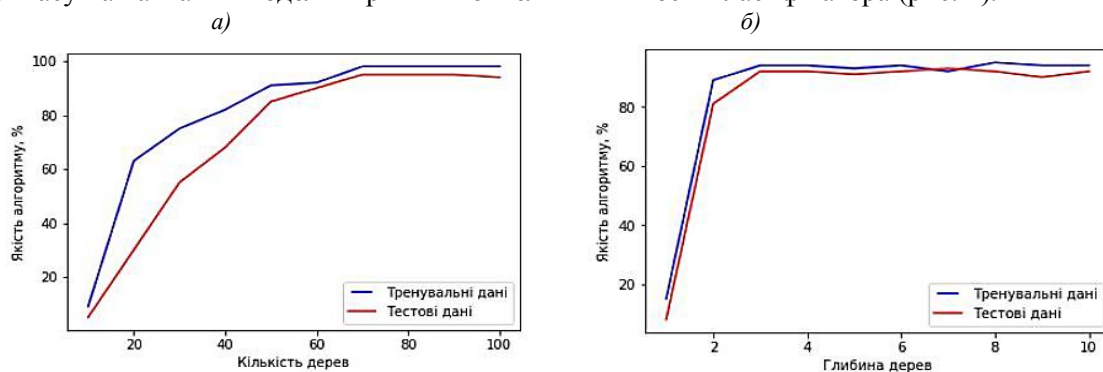 а)
б)
Якість алгоритму, %
100
80
60
40
20
20
40
60
80
100
Кількість дерев
Тренувальні дані
Тестові дані
Якість алгоритму, %
80
60
40
20
2
4
6
8
10
Глибина дерев
Тренувальні дані
Тестові дані